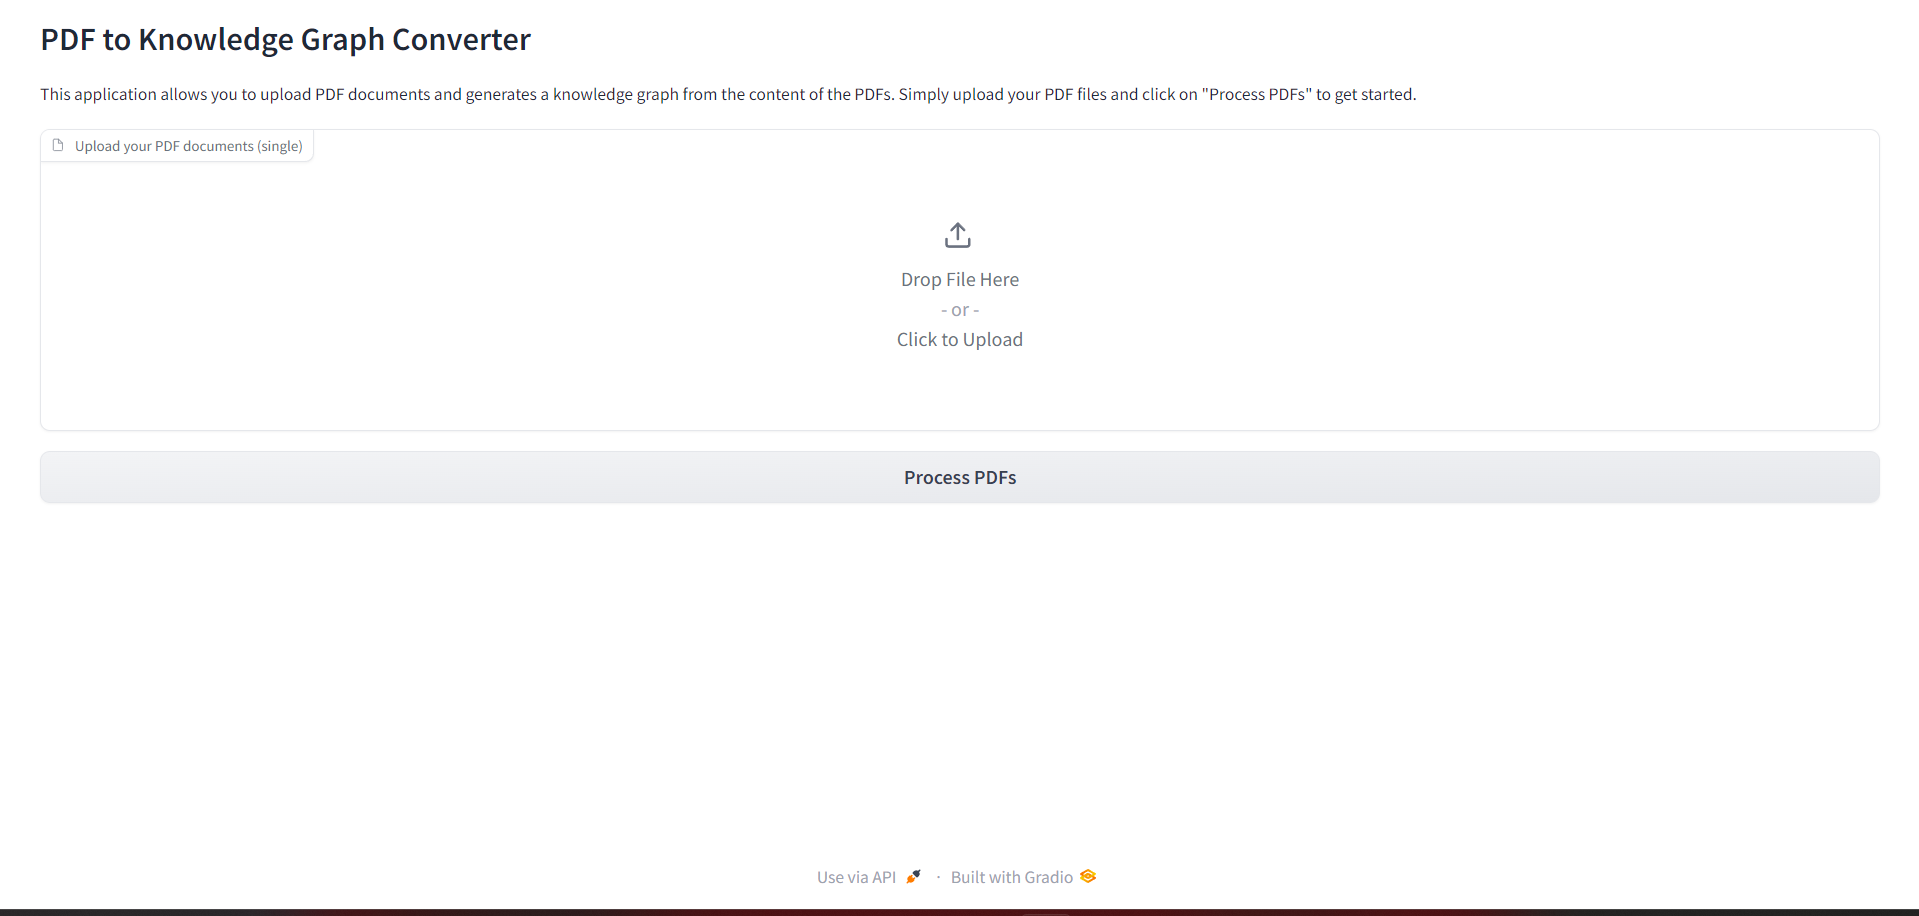 PDF to Knowledge Graph Converter
This application allows you to upload PDF documents and generates a knowledge graph from the content of the PDFs. Simply upload your PDF files and click on "Process PDFs" to get started.
Upload your PDF documents (single)
Drop File Here
- or -
Click to Upload
Process PDFs
Use via API · Built with Gradio